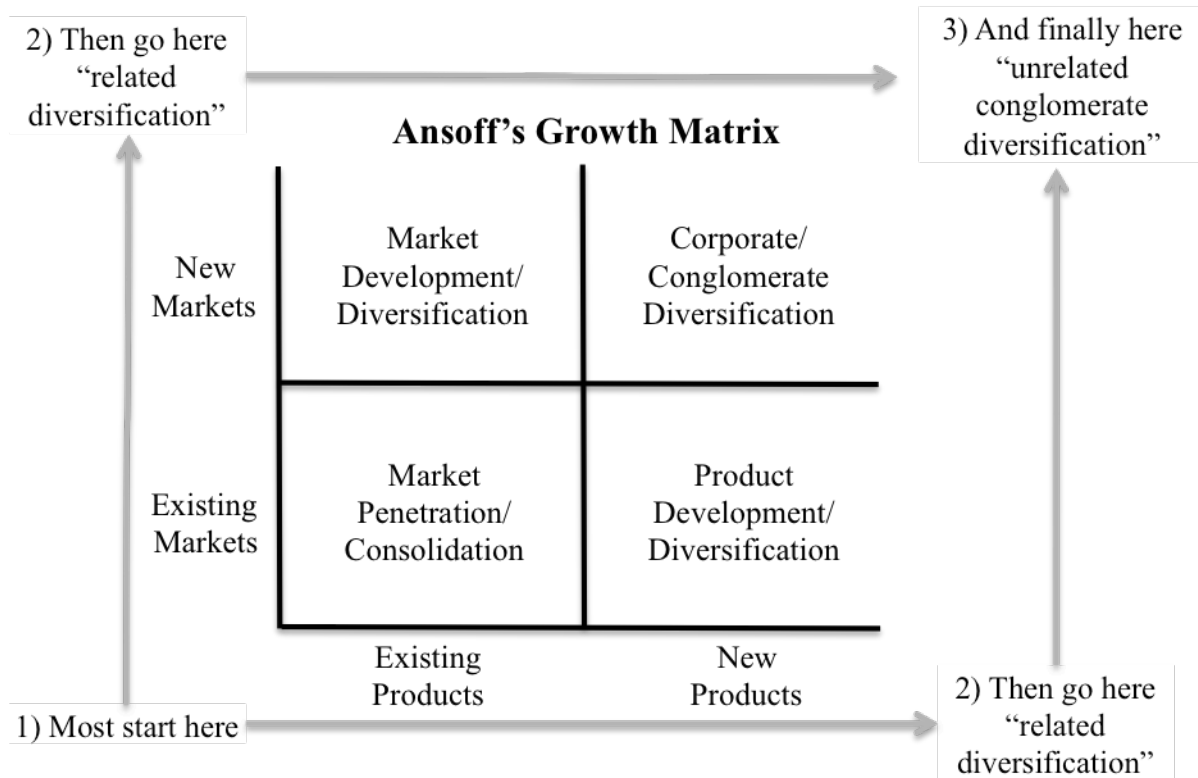 2) Then go here
“related
diversification”
3) And finally here
“unrelated
conglomerate
diversification”
Ansoff’s Growth Matrix
New
Markets
Market
Development/
Diversification
Corporate/
Conglomerate
Diversification
Existing
Markets
Market
Penetration/
Consolidation
Product
Development/
Diversification
Existing
Products
New
Products
1) Most start here
2) Then go here
“related
diversification”